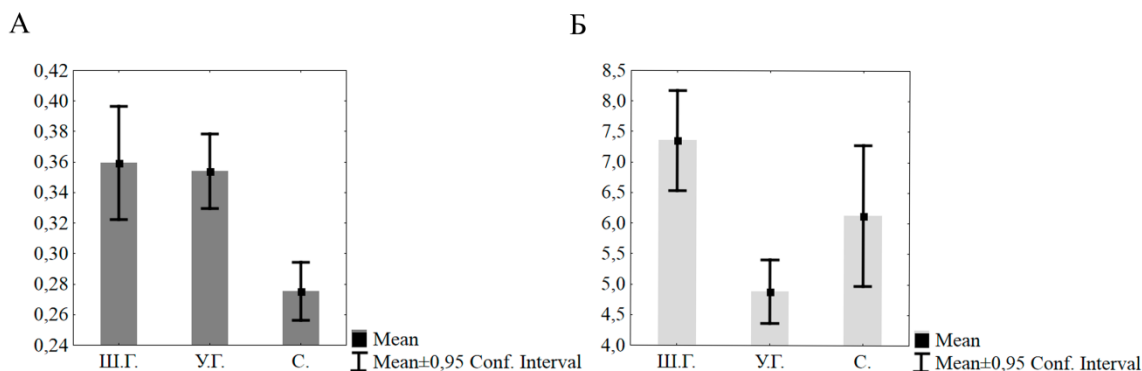 А
0,42
0,40
0,38
0,36
0,34
0,32
0,30
0,28
0,26
0,24
Ш.Г.
У.Г.
С.
Mean
Mean±0,95 Conf. Interval
Б
8,5
8,0
7,5
7,0
6,5
6,0
5,5
5,0
4,5
4,0
Ш.Г.
У.Г.
С.
Mean
Mean±0,95 Conf. Interval